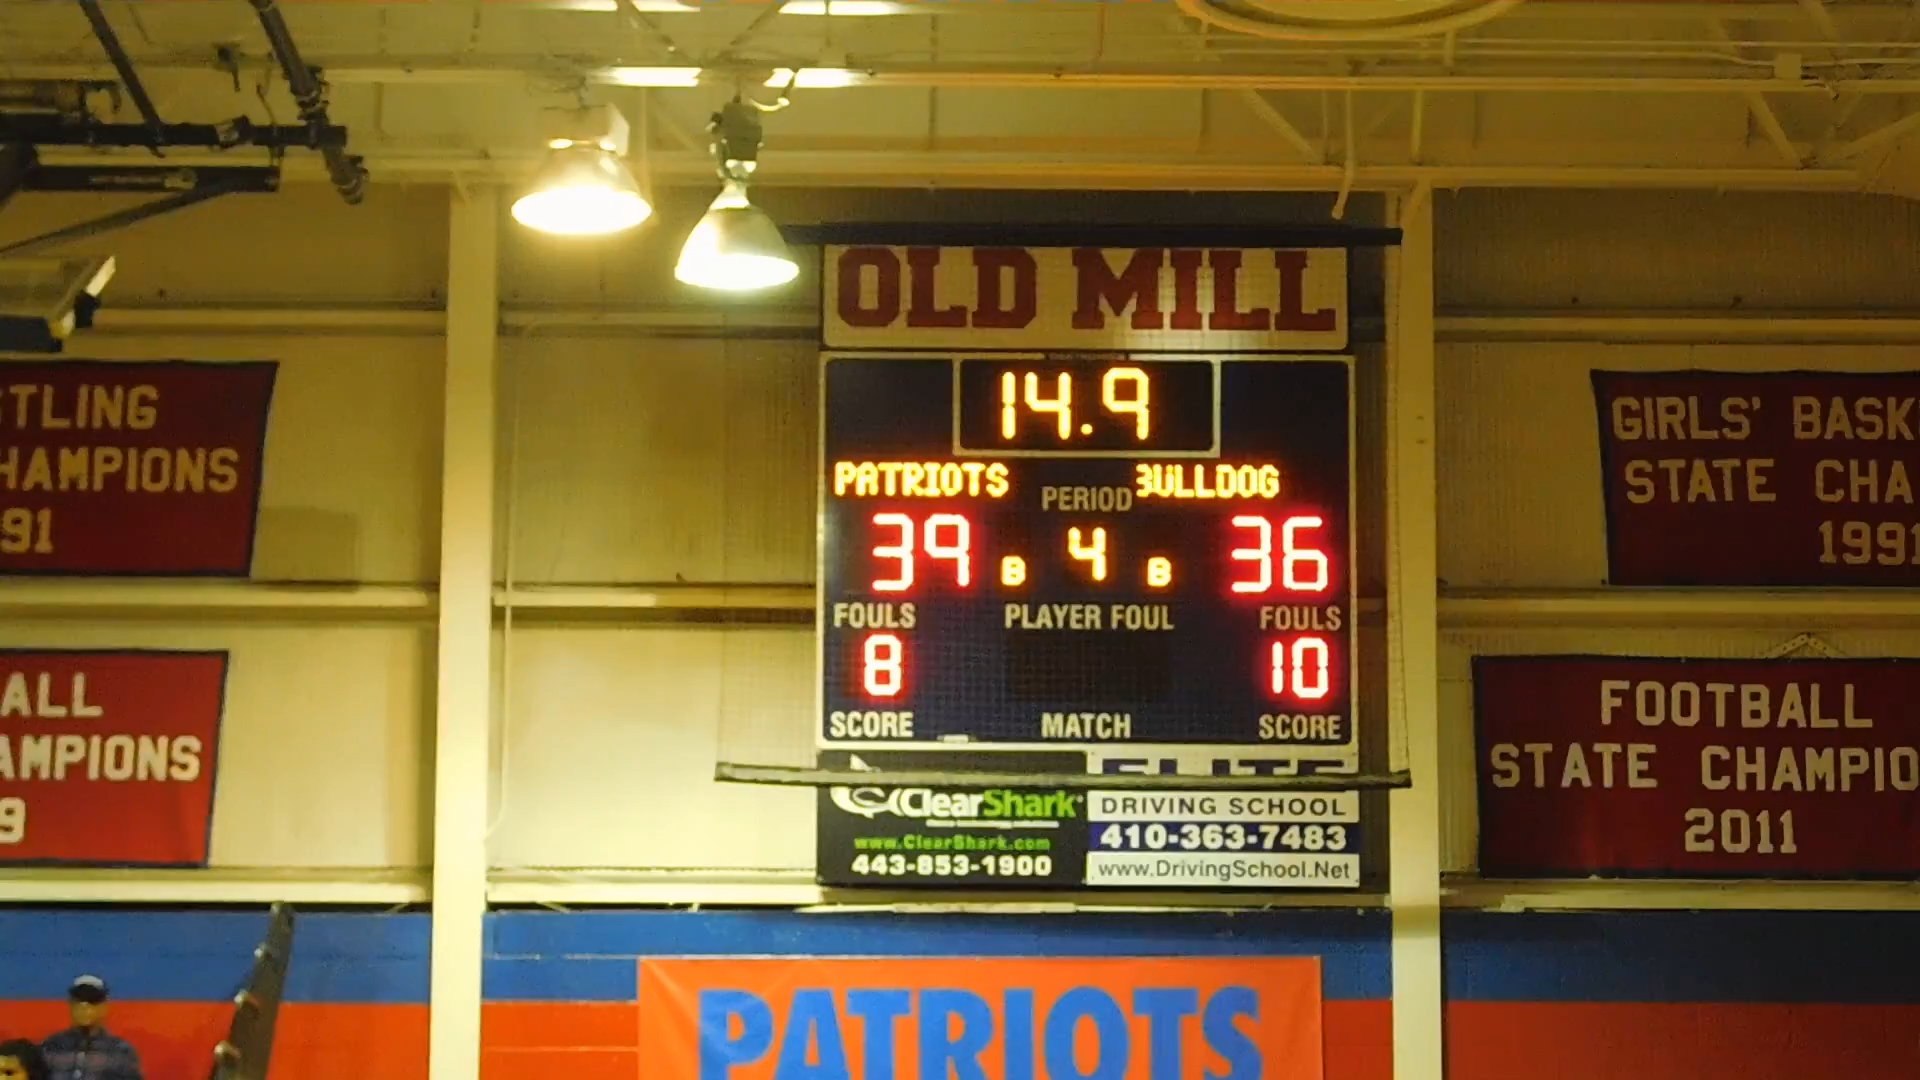 OLD MILL
14.9
PATRIOTS
PERIOD
BULLDOG
39 B 4 B 36
FOULS
PLAYER FOUL
FOULS
8
10
SCORE
MATCH
SCORE
ClearShark
www.ClearShark.com
443-853-1900
ELITE
DRIVING SCHOOL
410-363-7483
www.DrivingSchool.Net
TLING
HAMPIONS
91
ALL
AMPIONS
9
GIRLS' BASK
STATE CHA
1991
FOOTBALL
STATE CHAMPIO
2011
PATRIOTS